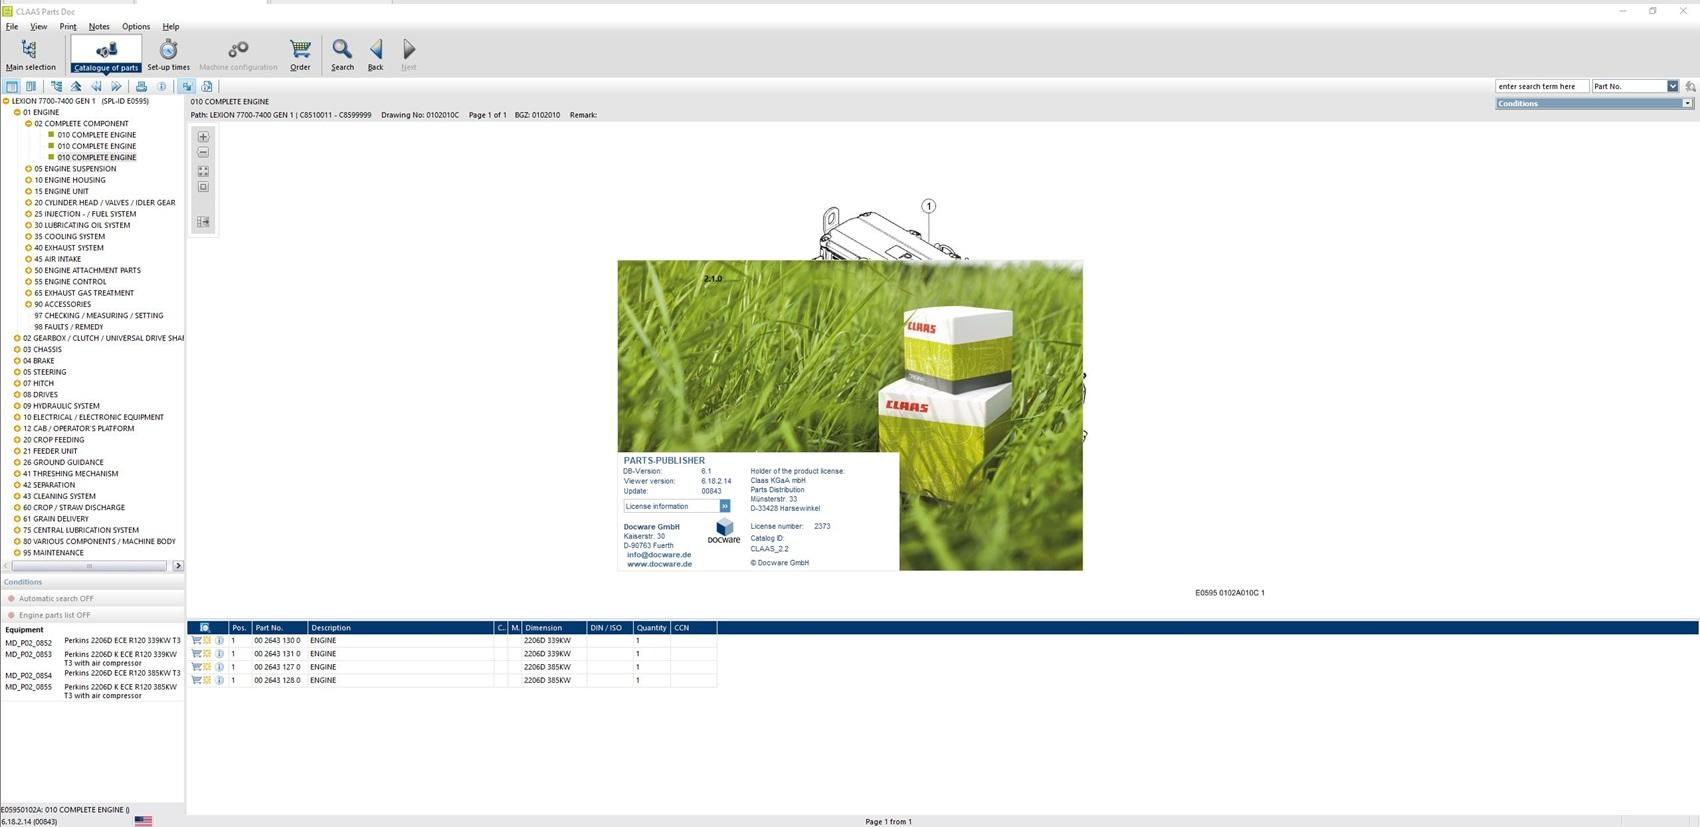 CLAAS Parts Doc
File View Print Notes Options Help
Main selection Catalogue of parts Set-up times Machine configuration Order Search Back Next
enter search term here Part No.
Conditions
LEXION 7700-7400 GEN 1 (SPL-ID E0595)
01 ENGINE
02 COMPLETE COMPONENT
010 COMPLETE ENGINE
010 COMPLETE ENGINE
010 COMPLETE ENGINE
05 ENGINE SUSPENSION
10 ENGINE HOUSING
15 ENGINE UNIT
20 CYLINDER HEAD / VALVES / IDLER GEAR
25 INJECTION - / FUEL SYSTEM
30 LUBRICATING OIL SYSTEM
35 COOLING SYSTEM
40 EXHAUST SYSTEM
45 AIR INTAKE
50 ENGINE ATTACHMENT PARTS
55 ENGINE CONTROL
65 EXHAUST GAS TREATMENT
90 ACCESSORIES
97 CHECKING / MEASURING / SETTING
98 FAULTS / REMEDY
02 GEARBOX / CLUTCH / UNIVERSAL DRIVE SHAF
03 CHASSIS
04 BRAKE
05 STEERING
07 HITCH
08 DRIVES
09 HYDRAULIC SYSTEM
10 ELECTRICAL / ELECTRONIC EQUIPMENT
12 CAB / OPERATOR'S PLATFORM
20 CROP FEEDING
21 FEEDER UNIT
26 GROUND GUIDANCE
41 THRESHING MECHANISM
42 SEPARATION
43 CLEANING SYSTEM
60 CROP / STRAW DISCHARGE
61 GRAIN DELIVERY
75 CENTRAL LUBRICATION SYSTEM
80 VARIOUS COMPONENTS / MACHINE BODY
95 MAINTENANCE
Conditions
Automatic search OFF
Engine parts list OFF
Equipment
MD_P02_0852 Perkins 2206D ECE R120 339KW T3
MD_P02_0853 Perkins 2206D K ECE R120 339KW
T3 with air compressor
MD_P02_0854 Perkins 2206D ECE R120 385KW T3
MD_P02_0855 Perkins 2206D K ECE R120 385KW
T3 with air compressor
E05950102A: 010 COMPLETE ENGINE ()
6.18.2.14 (00843)
010 COMPLETE ENGINE
Path: LEXION 7700-7400 GEN 1 | C8510011 - C8599999 Drawing No: 0102010C Page 1 of 1 BGZ: 0102010 Remark:
1
2.1.0
CLAAS
ORIGINAL
CLAAS
PARTS-PUBLISHER
DB-Version: 6.1
Viewer version: 6.18.2.14
Update: 00843
License information
Docware GmbH
Kaiserstr. 30
D-90763 Fuerth
info@docware.de
www.docware.de
DOCWARE
Holder of the product license:
Claas KGaA mbH
Parts Distribution
Münsterstr. 33
D-33428 Harsewinkel
License number: 2373
Catalog ID:
CLAAS_2.2
© Docware GmbH
E0595 0102A010C 1
Pos. Part No. Description C.. M. Dimension DIN / ISO Quantity CCN
1 00 2643 130 0 ENGINE 2206D 339KW 1
1 00 2643 131 0 ENGINE 2206D 339KW 1
1 00 2643 127 0 ENGINE 2206D 385KW 1
1 00 2643 128 0 ENGINE 2206D 385KW 1
Page 1 from 1